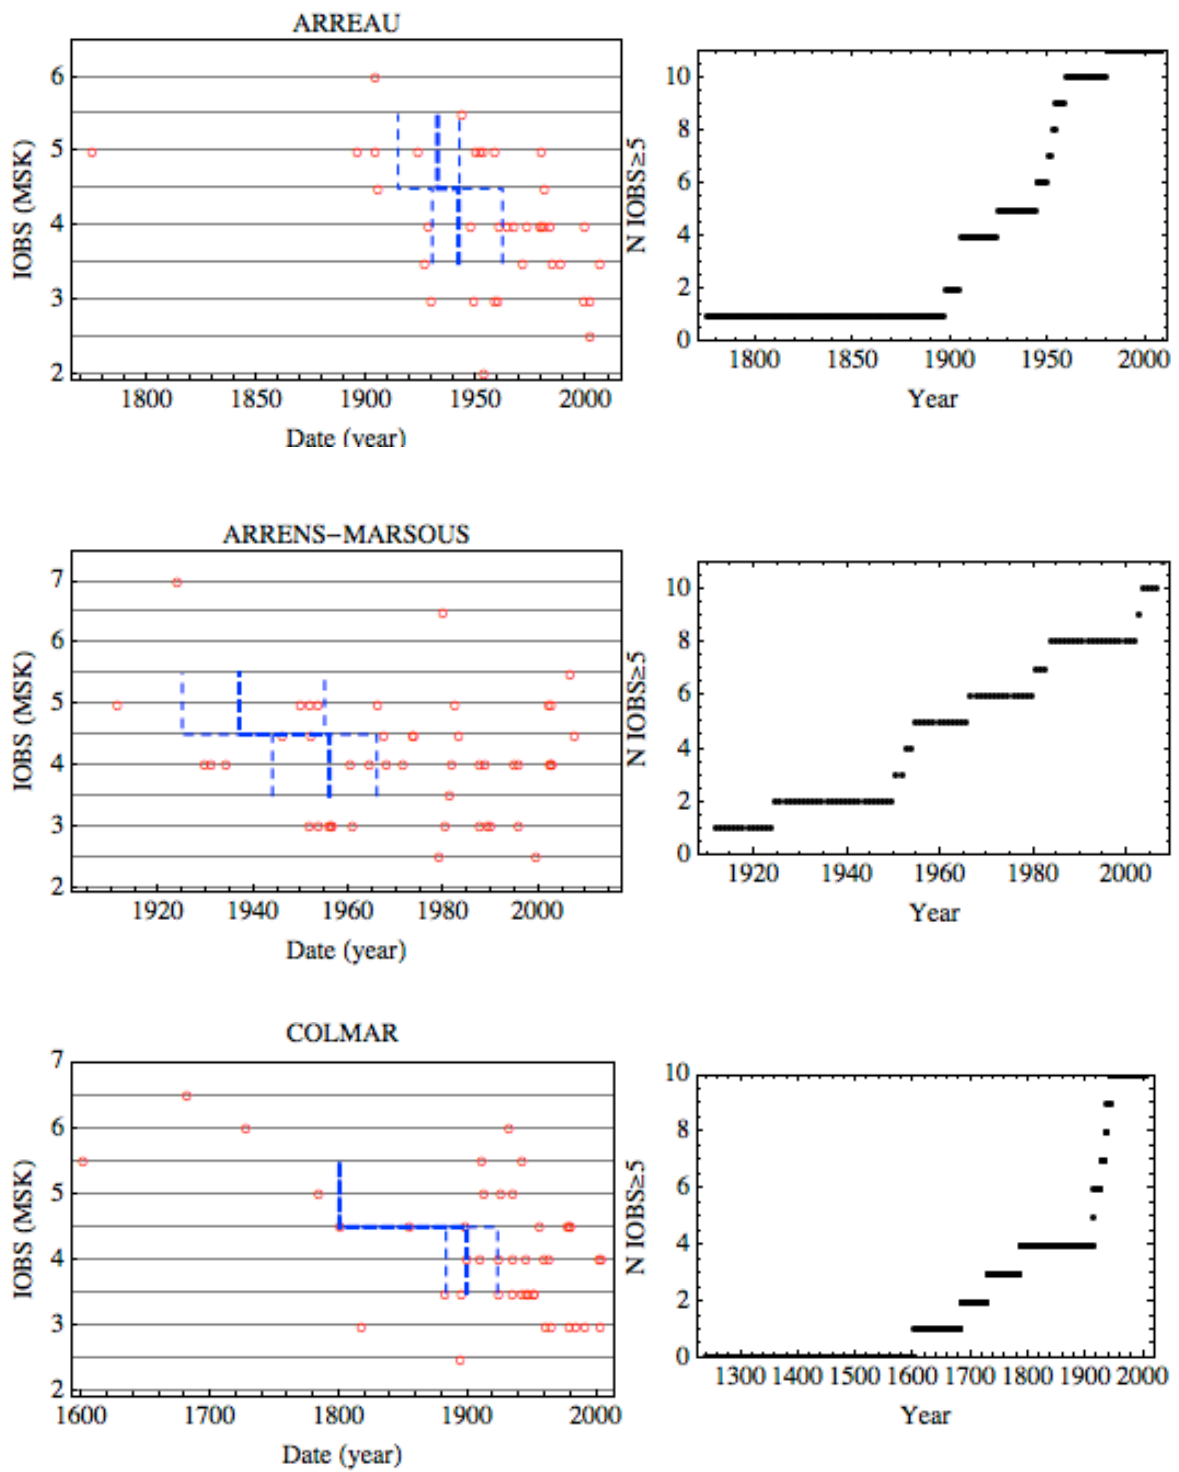 ARREAU
IOBS (MSK)
6
5
4
3
2
1800 1850 1900 1950 2000
Date (year)
N IOBS≥5
10
8
6
4
2
0
1800 1850 1900 1950 2000
Year
ARRENS−MARSOUS
IOBS (MSK)
7
6
5
4
3
2
1920 1940 1960 1980 2000
Date (year)
N IOBS≥5
10
8
6
4
2
0
1920 1940 1960 1980 2000
Year
COLMAR
IOBS (MSK)
7
6
5
4
3
2
1600 1700 1800 1900 2000
Date (year)
N IOBS≥5
10
8
6
4
2
0
1300 1400 1500 1600 1700 1800 1900 2000
Year